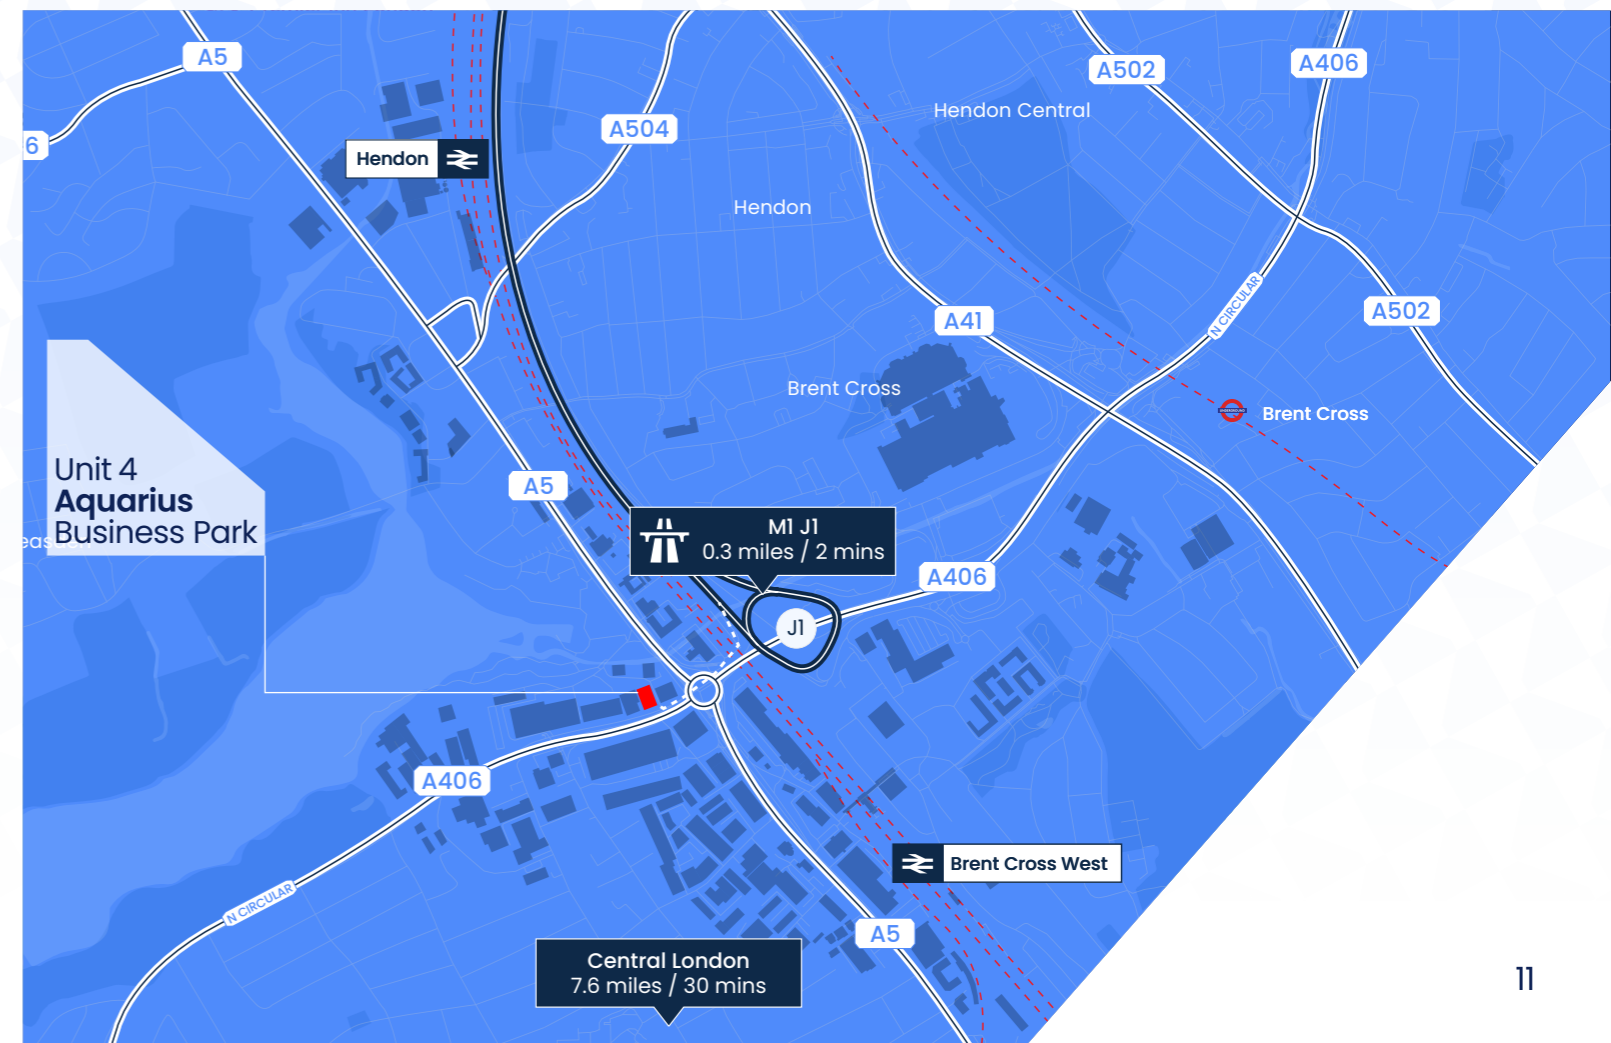 A5
A502
A406
Hendon Central
A504
6
Hendon
Hendon
N CIRCULAR
A502
A41
Brent Cross
UNDERGROUND
Brent Cross
Unit 4
Aquarius
Business Park
A5
M1 J1
0.3 miles / 2 mins
A406
J1
A406
Brent Cross West
N CIRCULAR
A5
Central London
7.6 miles / 30 mins
11